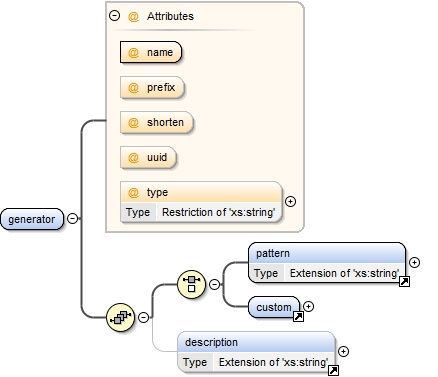 @ Attributes
@ name
@ prefix
@ shorten
@ uuid
@ type
Type Restriction of 'xs:string'
generator
pattern
Type Extension of 'xs:string'
custom
description
Type Extension of 'xs:string'